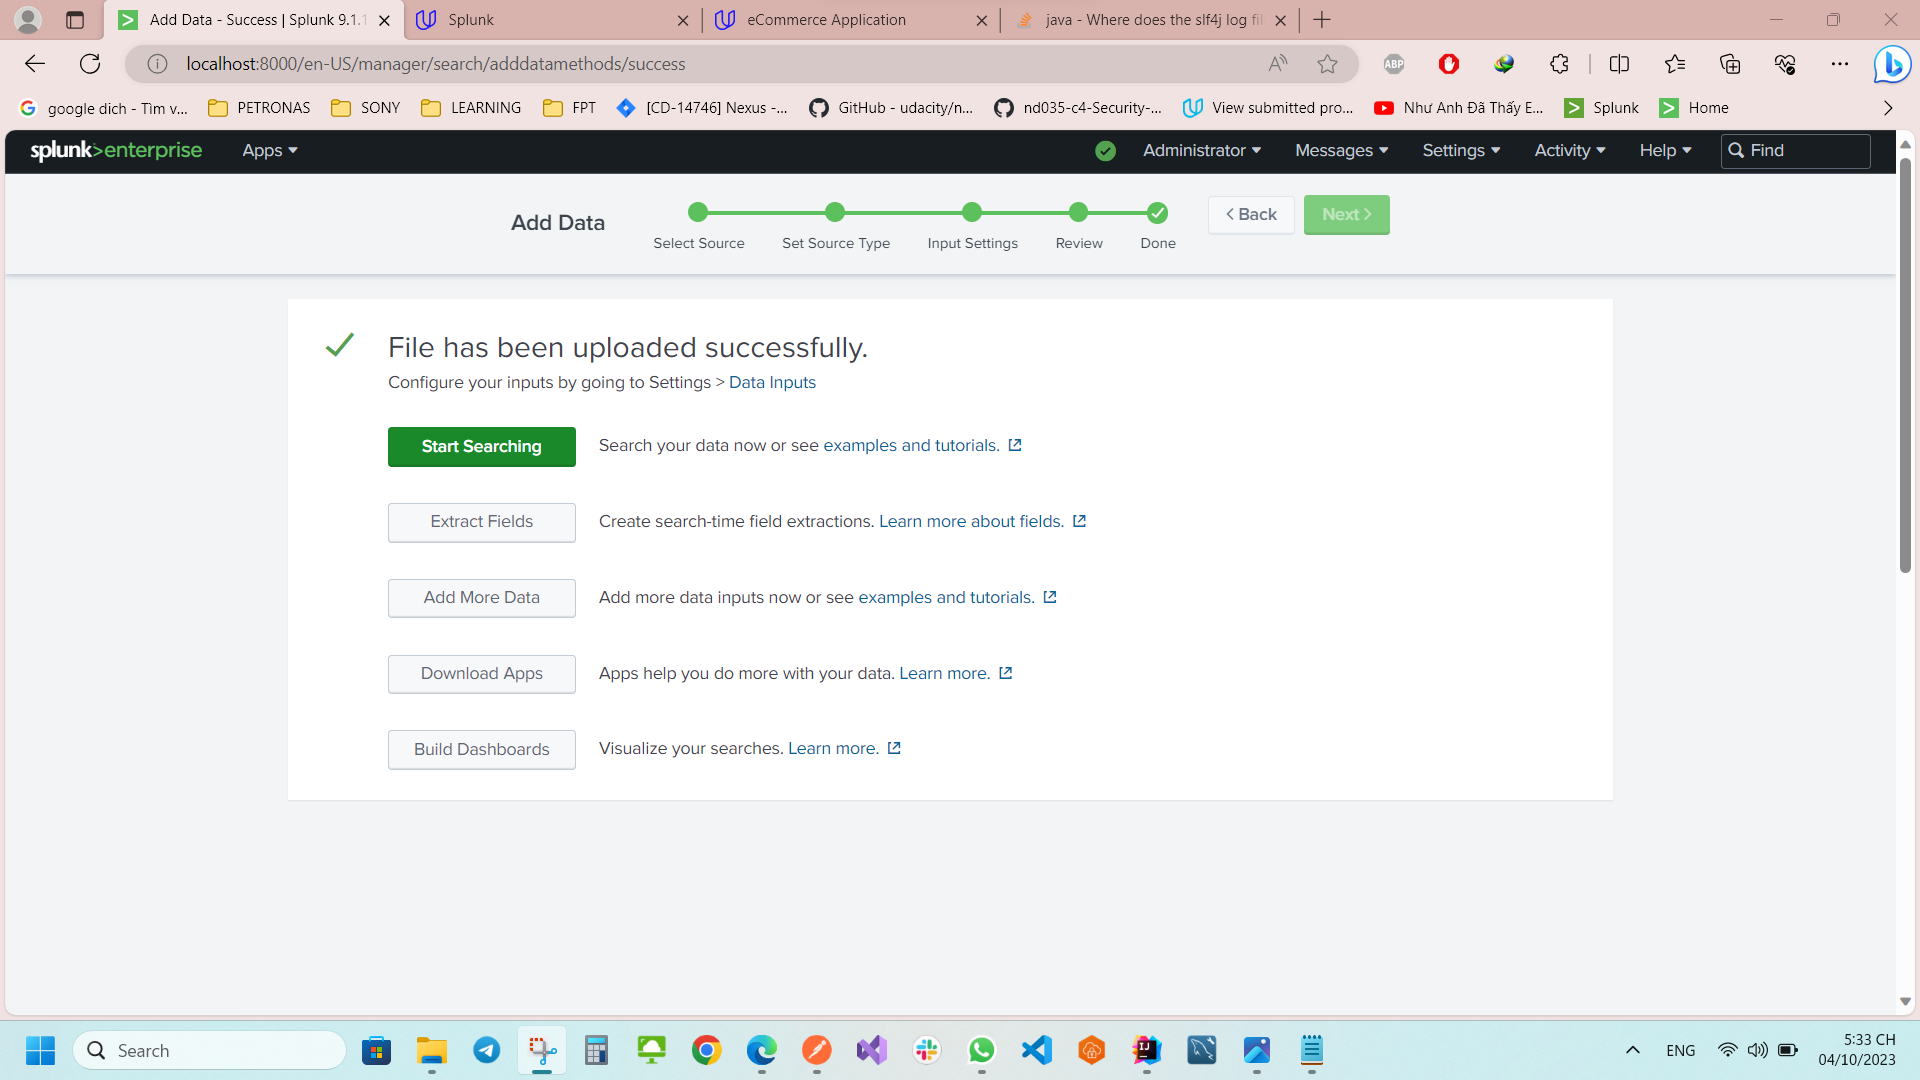 Add Data - Success | Splunk 9.1.1
Splunk
eCommerce Application
java - Where does the slf4j log fil
localhost:8000/en-US/manager/search/adddatamethods/success
ABP
google dich - Tìm v...
PETRONAS
SONY
LEARNING
FPT
[CD-14746] Nexus -...
GitHub - udacity/n...
nd035-c4-Security-...
View submitted pro...
Như Anh Đã Thấy E...
Splunk
Home
splunk>enterprise
Apps
Administrator
Messages
Settings
Activity
Help
Find
Add Data
Select Source
Set Source Type
Input Settings
Review
Done
< Back
Next >
File has been uploaded successfully.
Configure your inputs by going to Settings > Data Inputs
Start Searching
Search your data now or see examples and tutorials.
Extract Fields
Create search-time field extractions. Learn more about fields.
Add More Data
Add more data inputs now or see examples and tutorials.
Download Apps
Apps help you do more with your data. Learn more.
Build Dashboards
Visualize your searches. Learn more.
Search
IJ
ENG
5:33 CH
04/10/2023